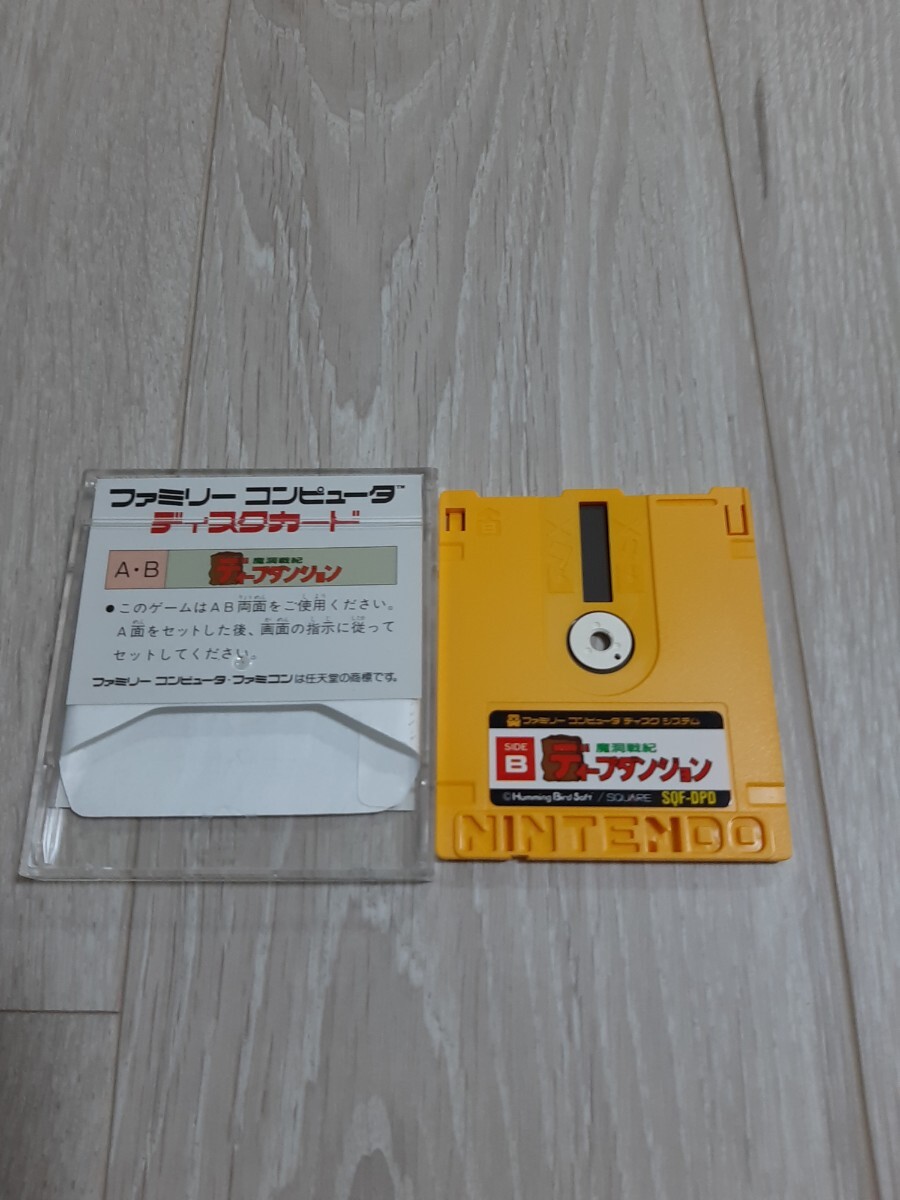 ファミリー コンピュータ™
ディスクカード
A・B
魔洞戦紀
ディープダンジョン
●このゲームはAB両面をご使用ください。
A面をセットした後、画面の指示に従って
セットしてください。
ファミリー コンピュータ・ファミコンは任天堂の商標です。
ファミリー コンピュータ ディスク システム
SIDE
B
魔洞戦紀
ディープダンジョン
©Humming Bird Soft / SQUARE SQF-DPD
NINTENDO